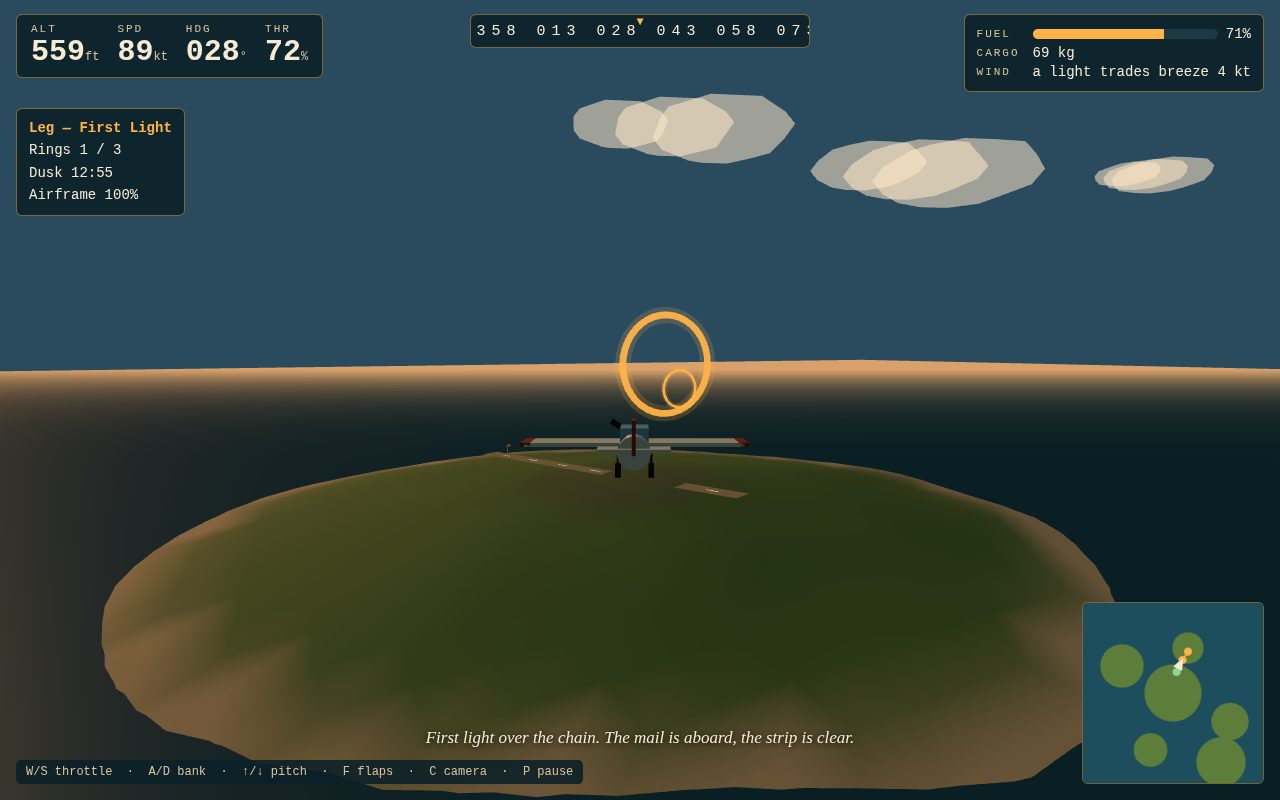 ALT SPD HDG THR
559ft 89kt 028° 72%
358 013 028 043 058 073
FUEL 71%
CARGO 69 kg
WIND a light trades breeze 4 kt
Leg — First Light
Rings 1 / 3
Dusk 12:55
Airframe 100%
First light over the chain. The mail is aboard, the strip is clear.
W/S throttle · A/D bank · ↑/↓ pitch · F flaps · C camera · P pause